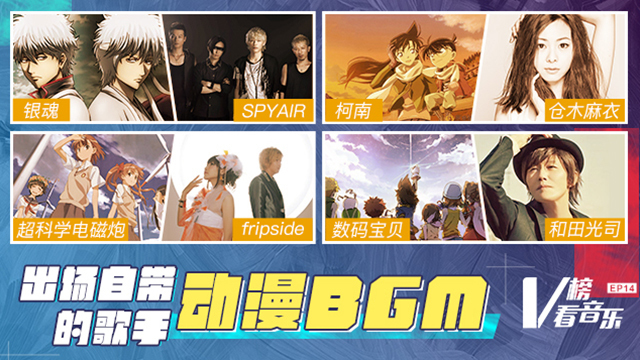 银魂
SPYAIR
柯南
仓木麻衣
超科学电磁炮
fripside
数码宝贝
和田光司
出场自带
的歌手
动漫BGM
V榜
看音乐
EP14